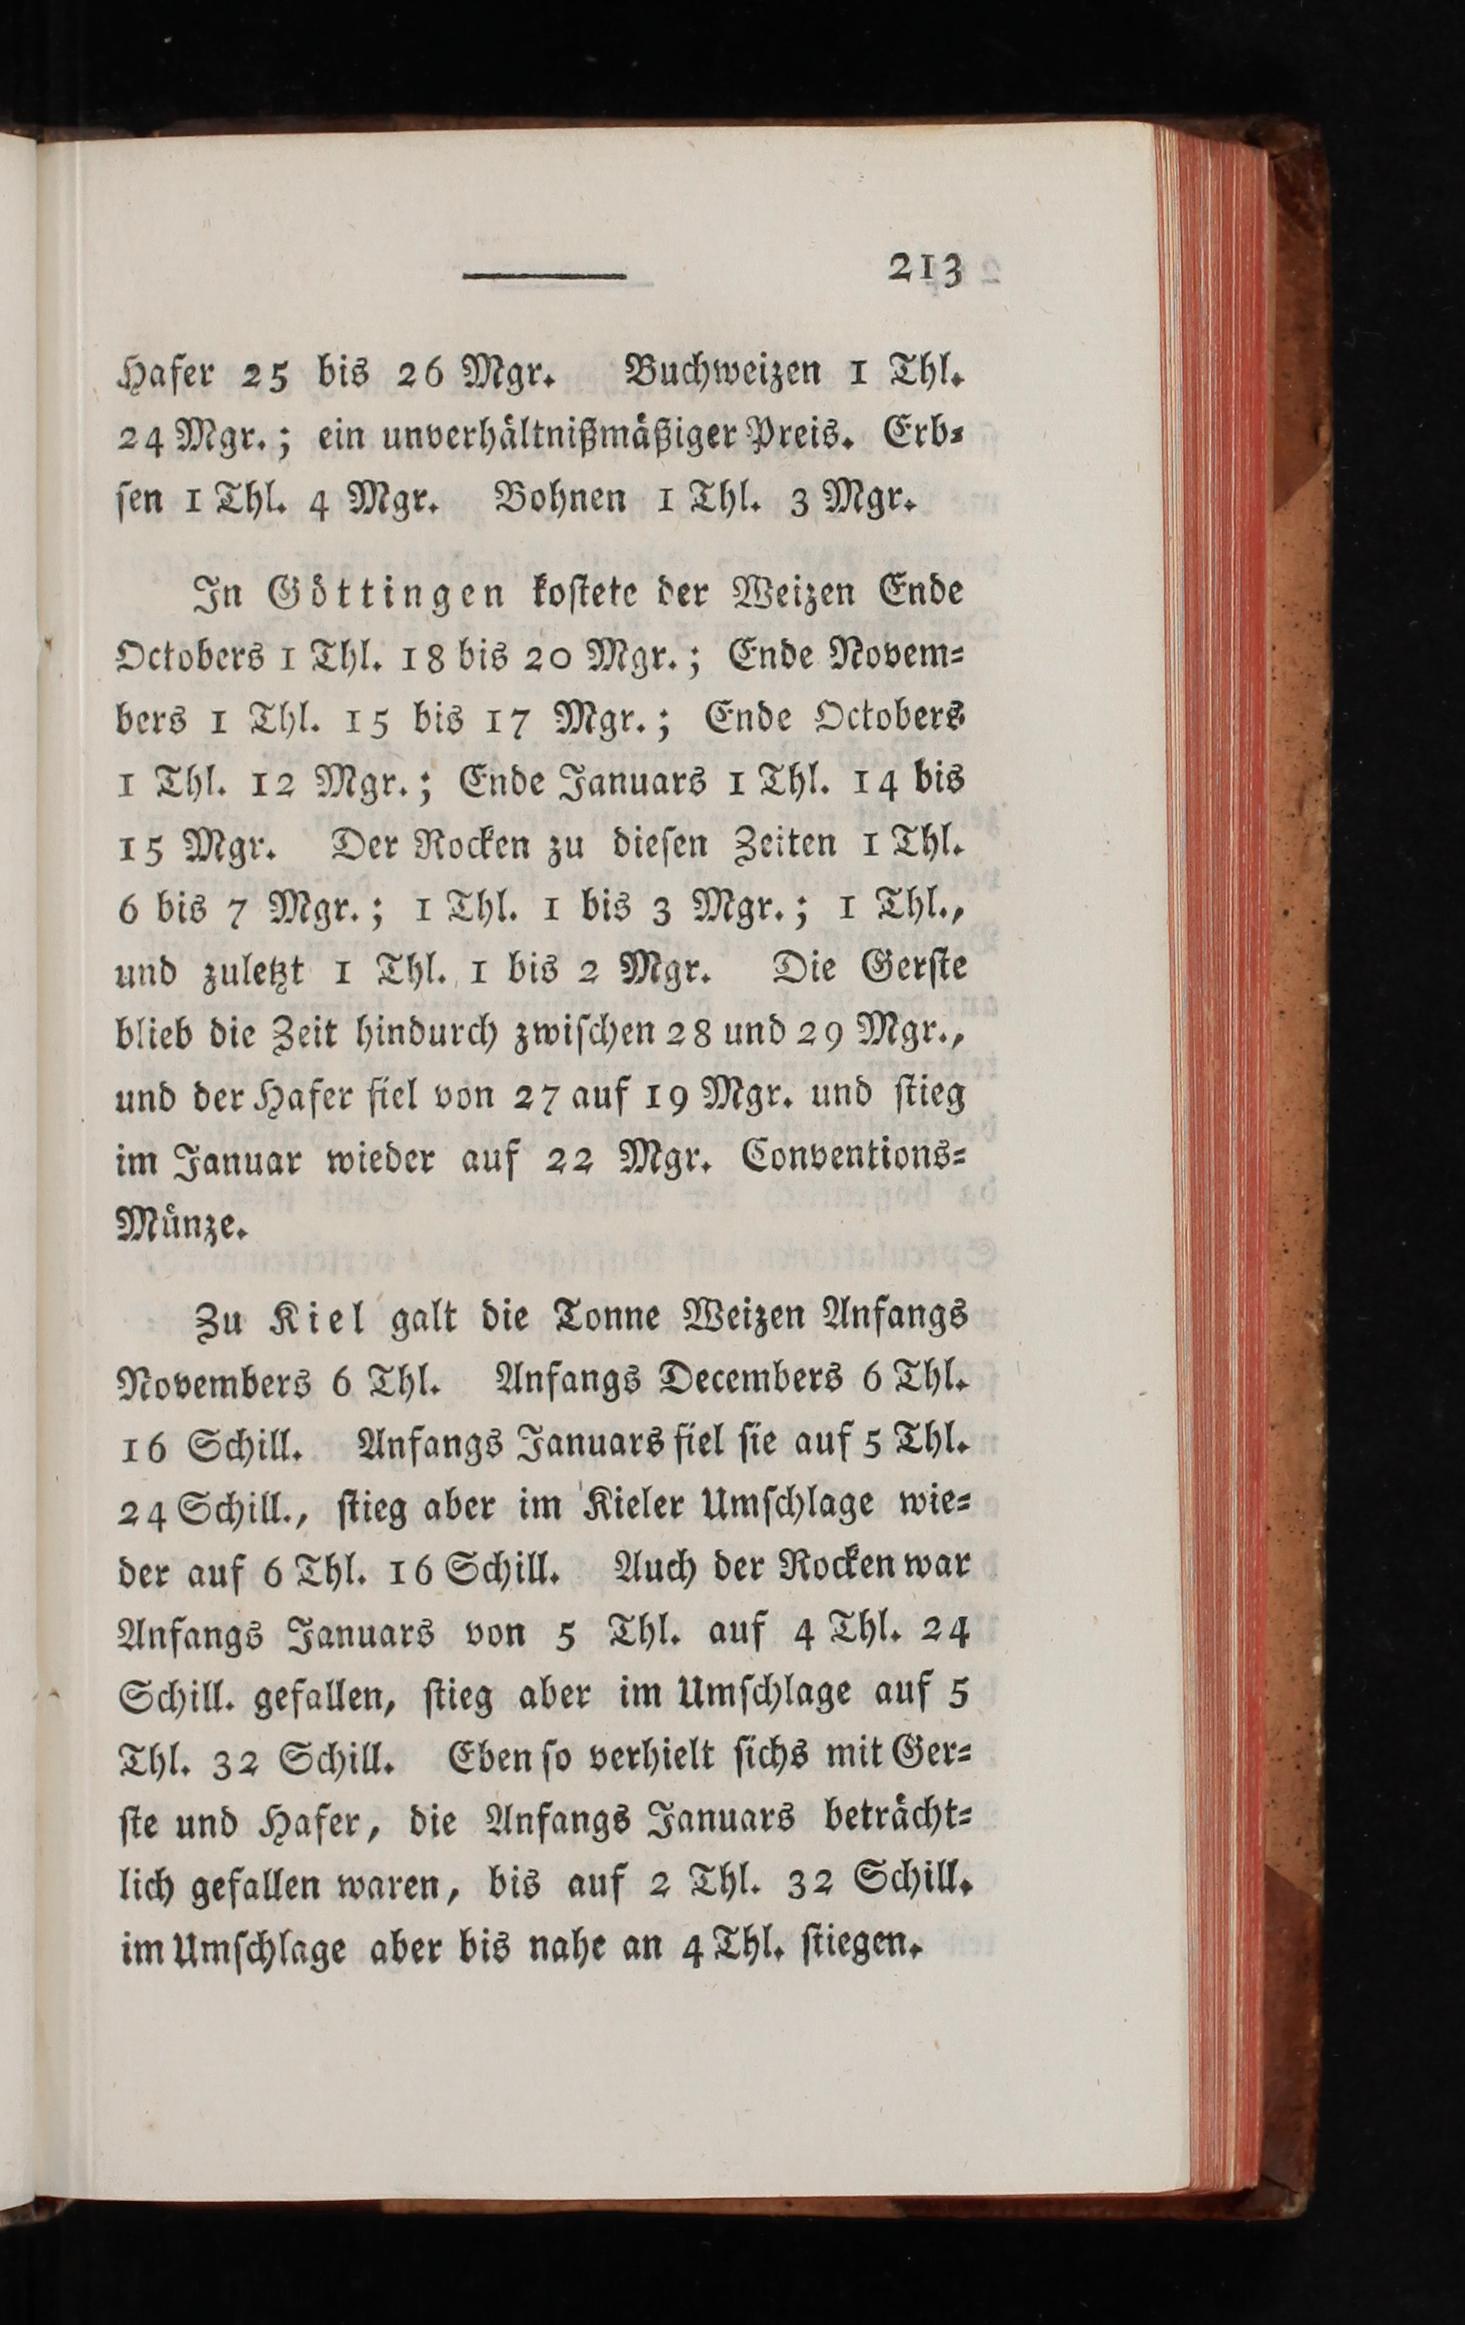 213
Hafer 25 bis 26 Mgr. Buchweizen 1 Thl.
24 Mgr.; ein unverhältnißmäßiger Preis. Erb⸗
ſen 1 Thl. 4 Mgr. Bohnen 1 Thl. 3 Mgr.
In Göttingen koſtete der Weizen Ende
Octobers 1 Thl. 18 bis 20 Mgr.; Ende Novem⸗
bers 1 Thl. 15 bis 17 Mgr.; Ende Octobers
1 Thl. 12 Mgr.; Ende Januars 1 Thl. 14 bis
15 Mgr. Der Rocken zu dieſen Zeiten 1 Thl.
6 bis 7 Mgr.; 1 Thl. 1 bis 3 Mgr.; 1 Thl.,
und zuletzt 1 Thl. 1 bis 2 Mgr. Die Gerſte
blieb die Zeit hindurch zwiſchen 28 und 29 Mgr.,
und der Hafer fiel von 27 auf 19 Mgr. und ſtieg
im Januar wieder auf 22 Mgr. Conventions⸗
Münze.
Zu Kiel galt die Tonne Weizen Anfangs
Novembers 6 Thl. Anfangs Decembers 6 Thl.
16 Schill. Anfangs Januars fiel ſie auf 5 Thl.
24 Schill., ſtieg aber im Kieler Umſchlage wie⸗
der auf 6 Thl. 16 Schill. Auch der Rocken war
Anfangs Januars von 5 Thl. auf 4 Thl. 24
Schill. gefallen, ſtieg aber im Umſchlage auf 5
Thl. 32 Schill. Eben ſo verhielt ſichs mit Ger⸗
ſte und Hafer, die Anfangs Januars beträcht⸗
lich gefallen waren, bis auf 2 Thl. 32 Schill.
im Umſchlage aber bis nahe an 4 Thl. ſtiegen.